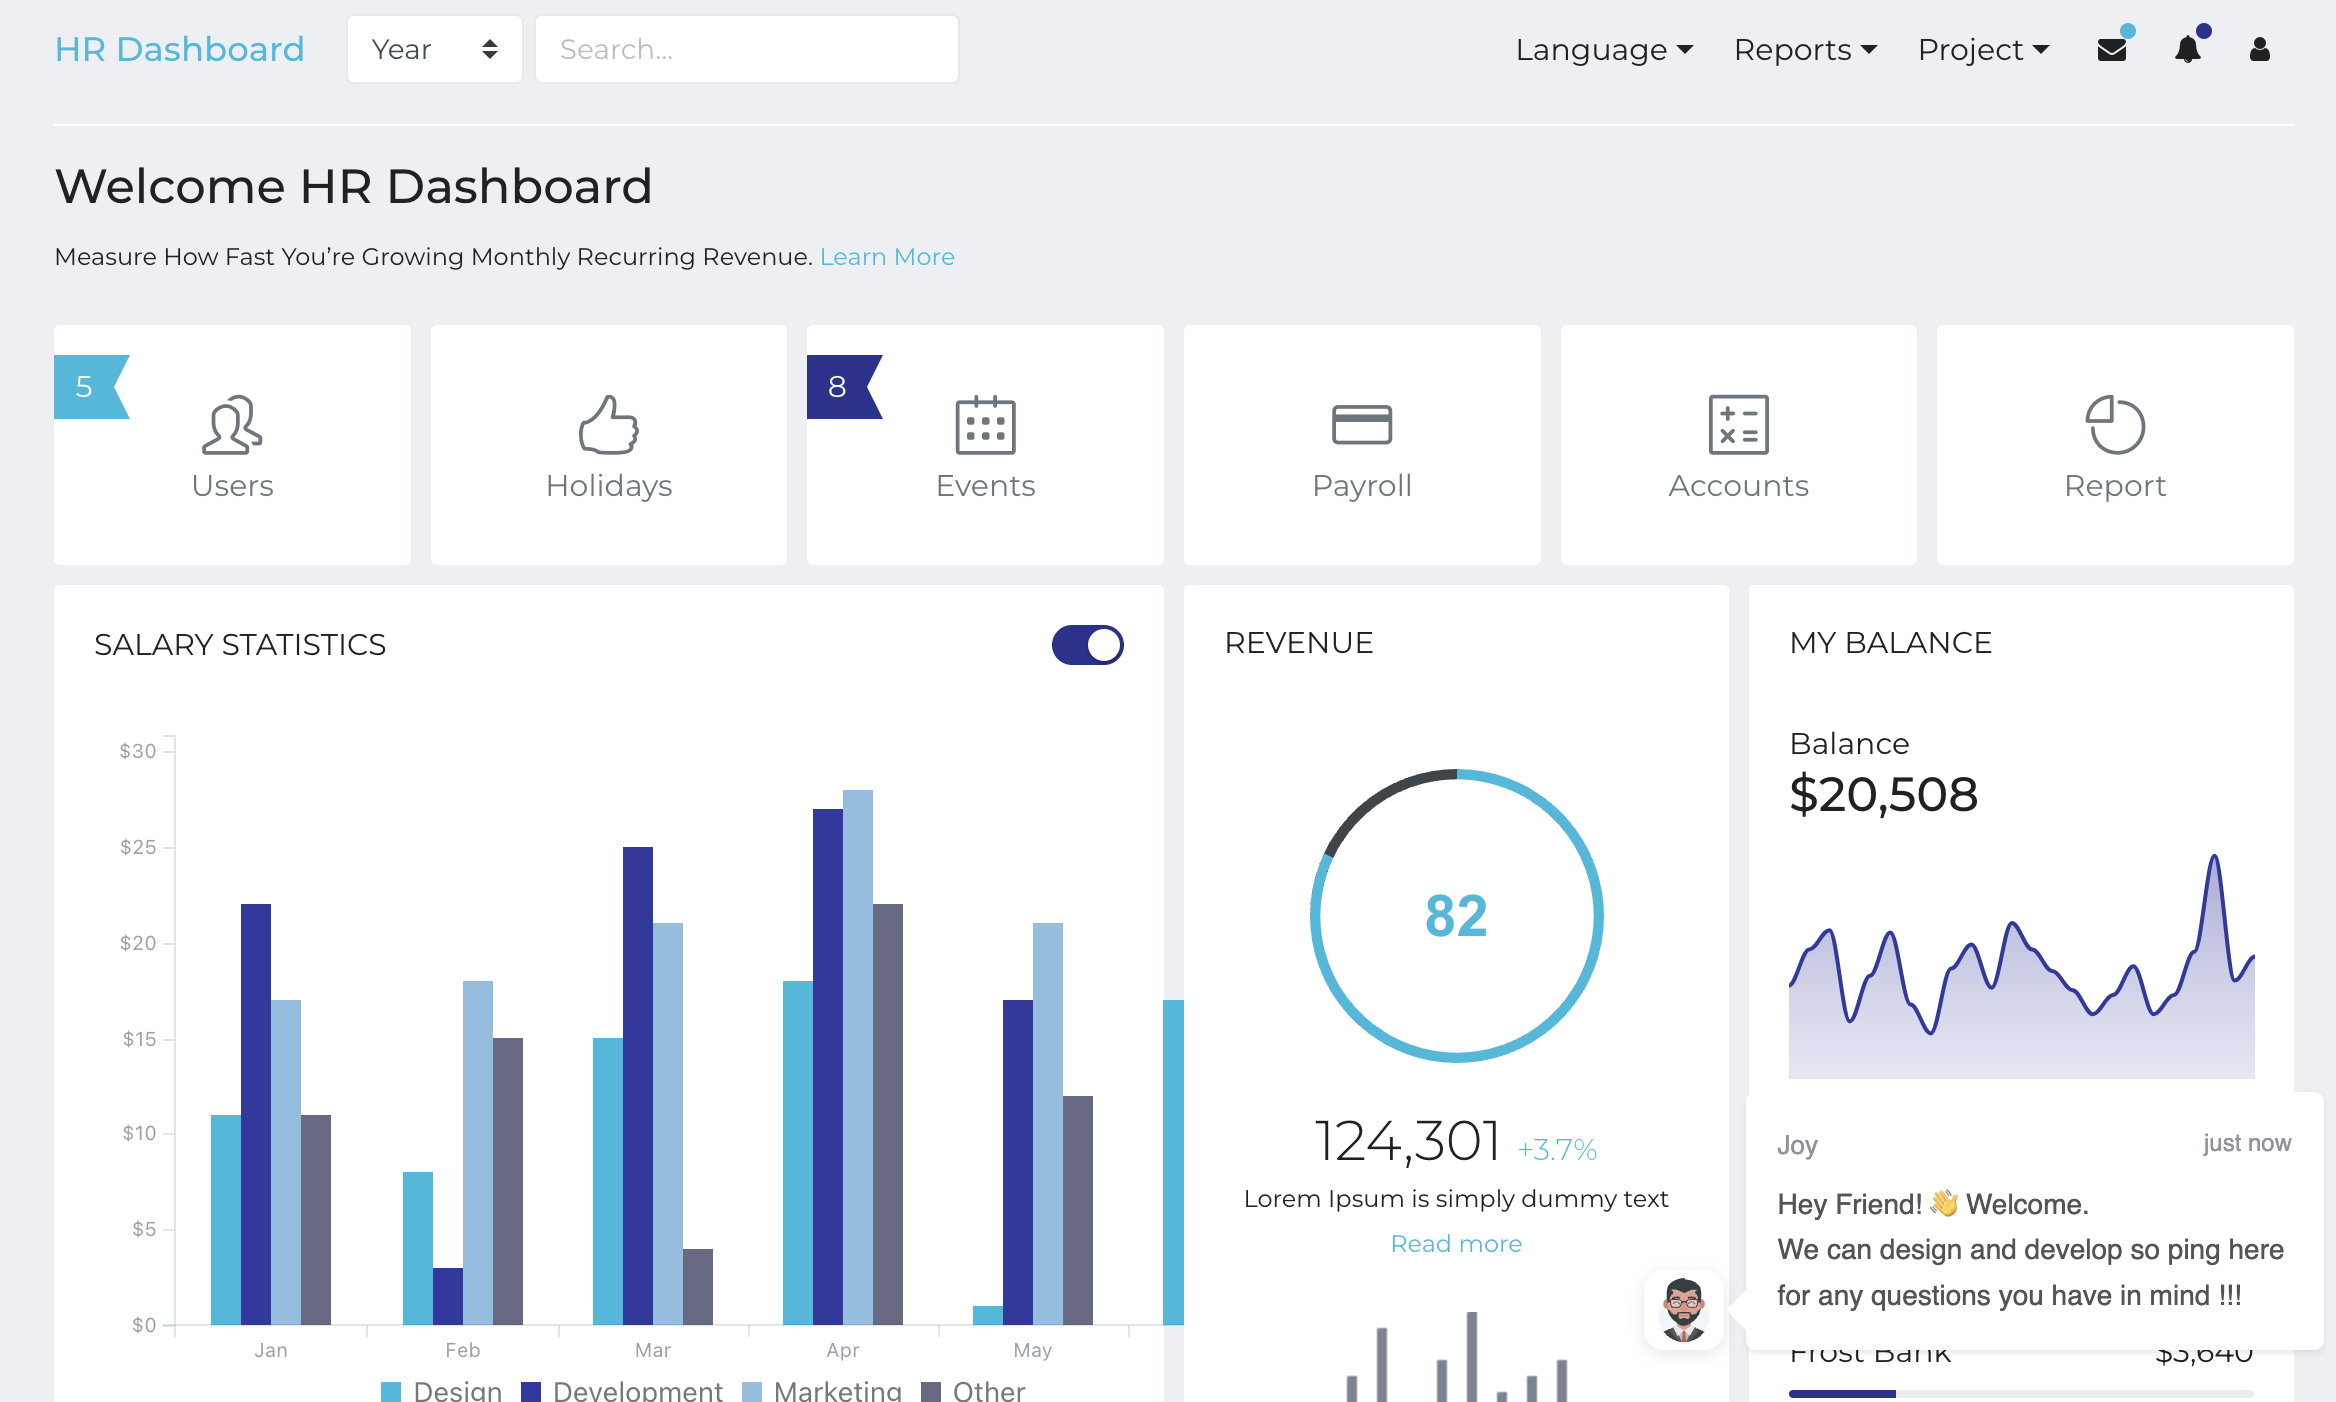 HR Dashboard
Year
Search...
Language
Reports
Project
Welcome HR Dashboard
Measure How Fast You’re Growing Monthly Recurring Revenue. Learn More
5
Users
Holidays
8
Events
Payroll
Accounts
Report
SALARY STATISTICS
$30
$25
$20
$15
$10
$5
$0
Jan
Feb
Mar
Apr
May
Design
Development
Marketing
Other
REVENUE
82
124,301 +3.7%
Lorem Ipsum is simply dummy text
Read more
MY BALANCE
Balance
$20,508
Joy
just now
Hey Friend! 👋 Welcome.
We can design and develop so ping here
for any questions you have in mind !!!
Frost Bank
$3,640